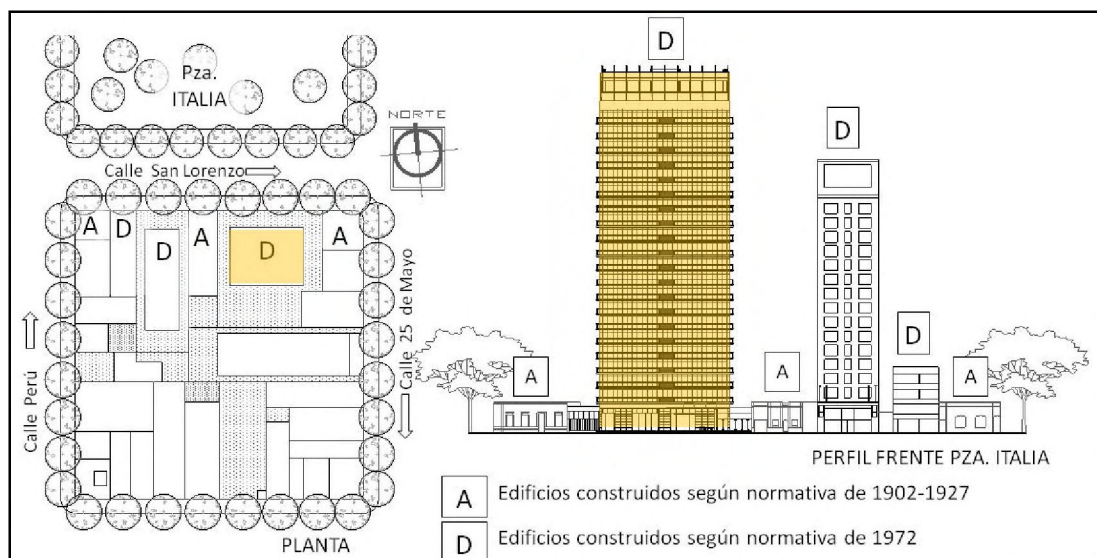 Pza.
ITALIA
NORTE
Calle San Lorenzo
A
D
A
D
A
D
Calle Perú
Calle 25 de Mayo
PLANTA
D
D
A
A
D
A
PERFIL FRENTE PZA. ITALIA
A Edificios construidos según normativa de 1902-1927
D Edificios construidos según normativa de 1972